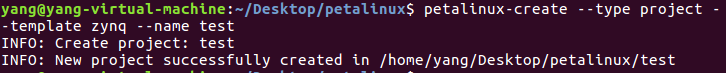 yang@yang-virtual-machine:~/Desktop/petalinux$ petalinux-create --type project -
-template zynq --name test
INFO: Create project: test
INFO: New project successfully created in /home/yang/Desktop/petalinux/test